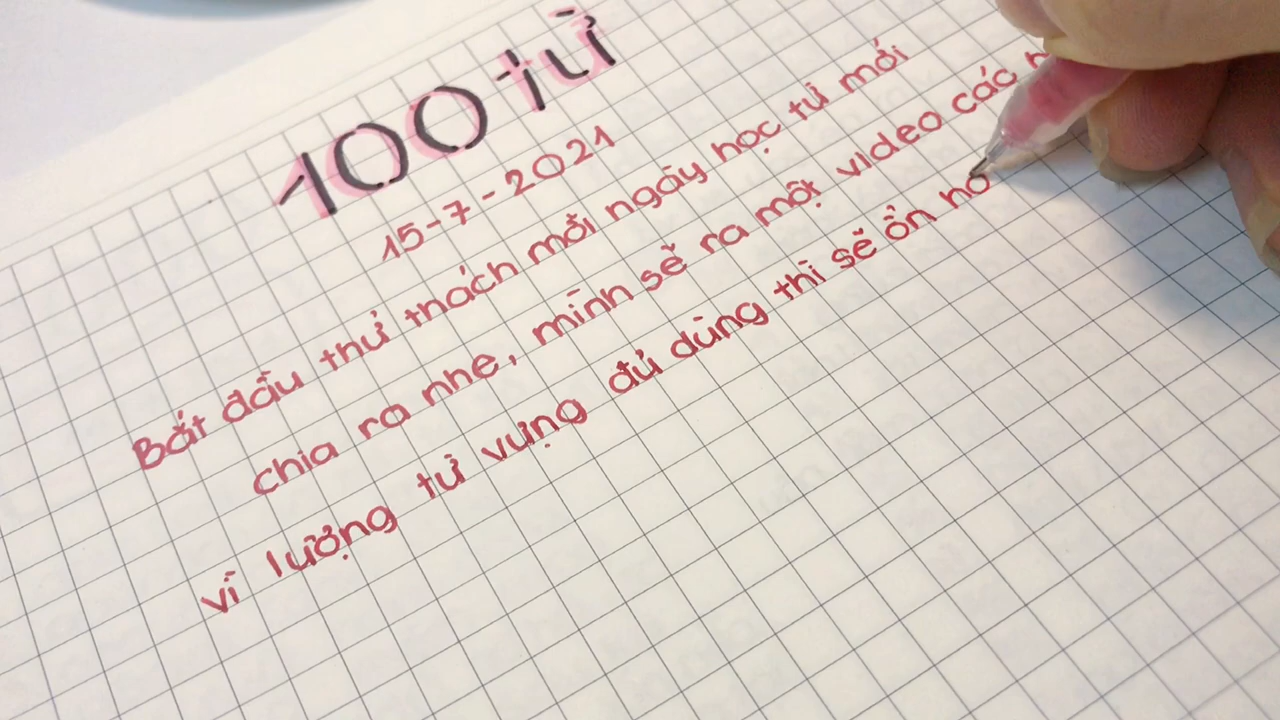 100 từ
15-7-2021
Bắt đầu thử thách mỗi ngày học từ mới
chia ra nhe, mình sẽ ra một video các
vì lượng từ vựng đủ dùng thì sẽ ổn hơ